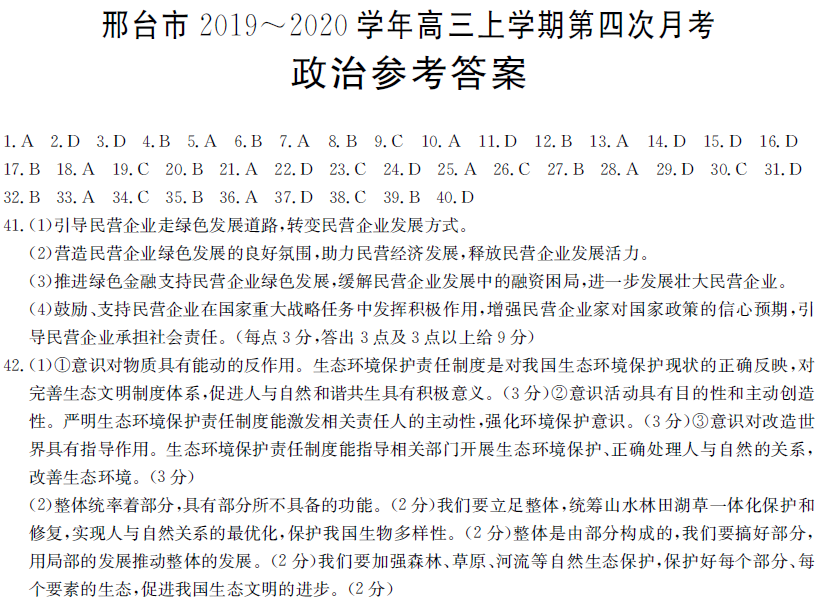 邢台市 2019～2020 学年高三上学期第四次月考
政治参考答案
1. A 2. D 3. D 4. B 5. A 6. B 7. A 8. B 9. C 10. A 11. D 12. B 13. A 14. D 15. D 16. D
17. B 18. A 19. C 20. B 21. A 22. D 23. C 24. D 25. A 26. C 27. B 28. A 29. D 30. C 31. D
32. B 33. A 34. C 35. B 36. A 37. D 38. C 39. B 40. D
41. (1)引导民营企业走绿色发展道路,转变民营企业发展方式。
(2)营造民营企业绿色发展的良好氛围,助力民营经济发展,释放民营企业发展活力。
(3)推进绿色金融支持民营企业绿色发展,缓解民营企业发展中的融资困局,进一步发展壮大民营企业。
(4)鼓励、支持民营企业在国家重大战略任务中发挥积极作用,增强民营企业家对国家政策的信心预期,引
导民营企业承担社会责任。(每点 3 分,答出 3 点及 3 点以上给 9 分)
42. (1)①意识对物质具有能动的反作用。生态环境保护责任制度是对我国生态环境保护现状的正确反映,对
完善生态文明制度体系,促进人与自然和谐共生具有积极意义。(3 分)②意识活动具有目的性和主动创造
性。严明生态环境保护责任制度能激发相关责任人的主动性,强化环境保护意识。(3 分)③意识对改造世
界具有指导作用。生态环境保护责任制度能指导相关部门开展生态环境保护、正确处理人与自然的关系,
改善生态环境。(3 分)
(2)整体统率着部分,具有部分所不具备的功能。(2 分)我们要立足整体,统筹山水林田湖草一体化保护和
修复,实现人与自然关系的最优化,保护我国生物多样性。(2 分)整体是由部分构成的,我们要搞好部分,
用局部的发展推动整体的发展。(2 分)我们要加强森林、草原、河流等自然生态保护,保护好每个部分、每
个要素的生态,促进我国生态文明的进步。(2 分)